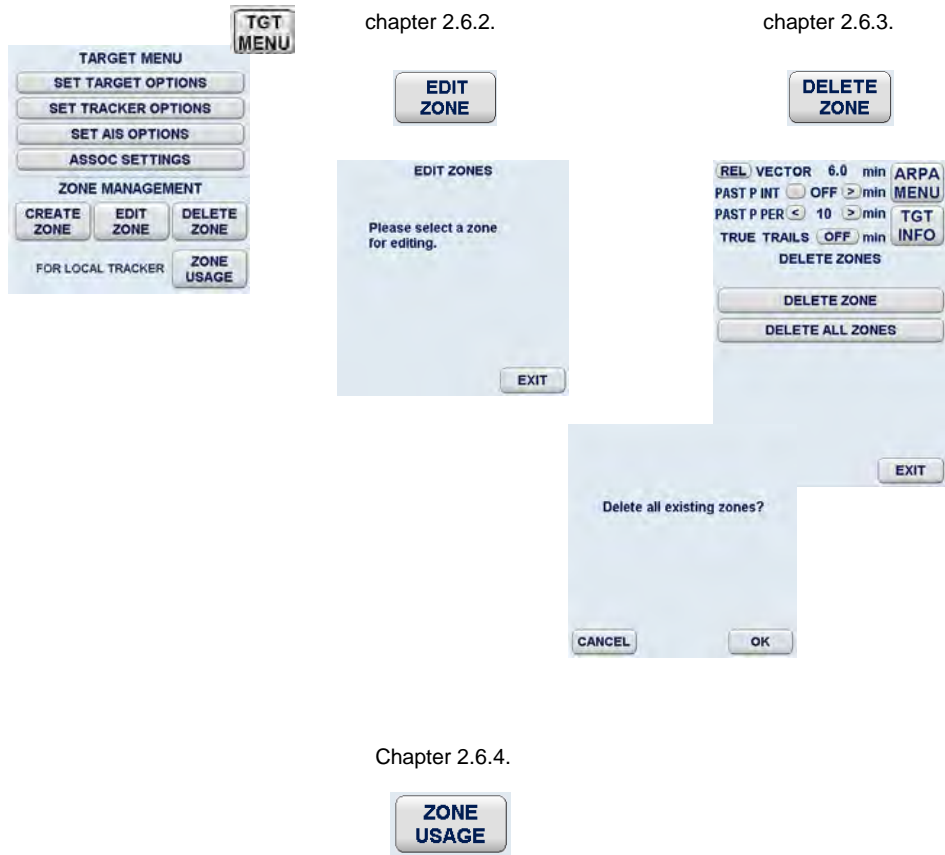 TGT
MENU
TARGET MENU
SET TARGET OPTIONS
SET TRACKER OPTIONS
SET AIS OPTIONS
ASSOC SETTINGS
ZONE MANAGEMENT
CREATE ZONE
EDIT ZONE
DELETE ZONE
FOR LOCAL TRACKER
ZONE USAGE
chapter 2.6.2.
EDIT
ZONE
EDIT ZONES
Please select a zone
for editing.
EXIT
chapter 2.6.3.
DELETE
ZONE
REL VECTOR 6.0 min
PAST P INT OFF > min
PAST P PER < 10 > min
TRUE TRAILS OFF min
ARPA
MENU
TGT
INFO
DELETE ZONES
DELETE ZONE
DELETE ALL ZONES
EXIT
Delete all existing zones?
CANCEL
OK
Chapter 2.6.4.
ZONE
USAGE